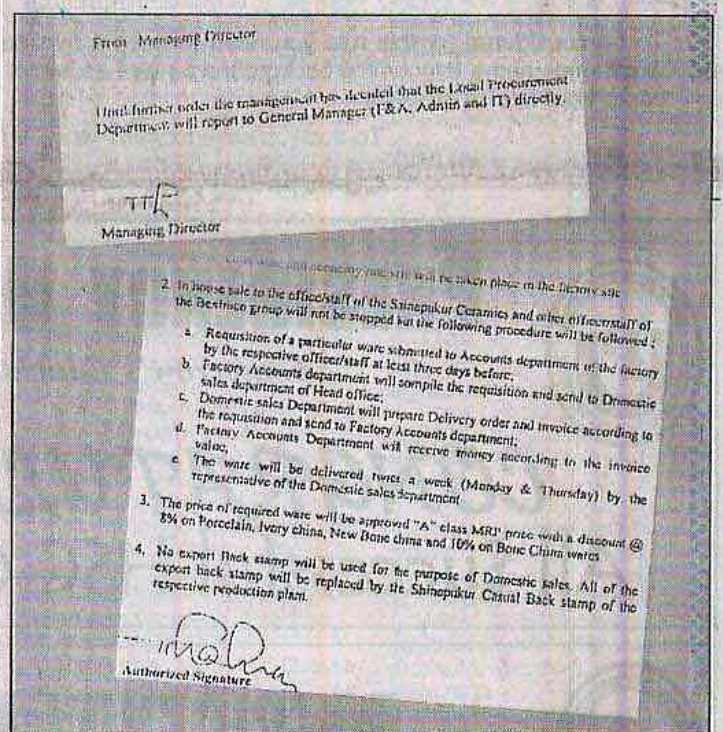 From Managing Director
Until further order the management has decided that the Local Procurement
Department will report to General Manager (F&A, Admin and IT) directly.
Managing Director
will be taken place in the factory site
2. In house sale to the officer/staff of the Shinepukur Ceramics and other officers/staff of
the Beximco group will not be stopped but the following procedure will be followed :
a. Requisition of a particular ware submitted to Accounts department of the factory
by the respective officer/staff at least three days before;
b. Factory Accounts department will compile the requisition and send to Domestic
sales department of Head office;
c. Domestic sales Department will prepare Delivery order and invoice according to
the requisition and send to Factory Accounts department;
d. Factory Accounts Department will receive money according to the invoice
value;
e. The ware will be delivered twice a week (Monday & Thursday) by the
representative of the Domestic sales department
3. The price of required ware will be approved "A" class MRP price with a discount @
8% on Porcelain, Ivory china, New Bone china and 10% on Bone China wares
4. No export Back stamp will be used for the purpose of Domestic sales. All of the
export back stamp will be replaced by the Shinepukur Casual Back stamp of the
respective production plant.
Authorized Signature